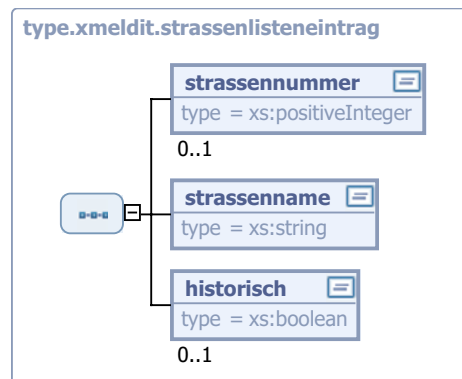 type.xmeldit.strassenlisteneintrag
strassennummer
type = xs:positiveInteger
0..1
strassenname
type = xs:string
historisch
type = xs:boolean
0..1